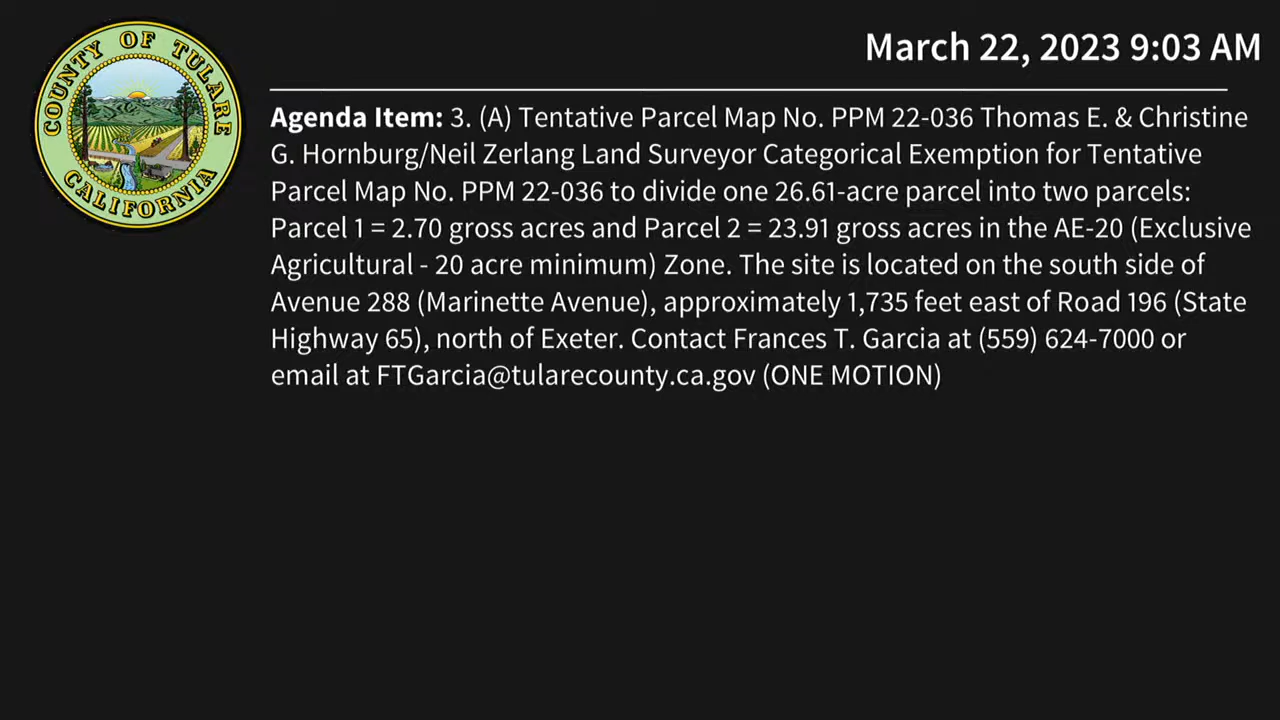 COUNTY OF TULARE
CALIFORNIA
March 22, 2023 9:03 AM
Agenda Item: 3. (A) Tentative Parcel Map No. PPM 22-036 Thomas E. & Christine
G. Hornburg/Neil Zerlang Land Surveyor Categorical Exemption for Tentative
Parcel Map No. PPM 22-036 to divide one 26.61-acre parcel into two parcels:
Parcel 1 = 2.70 gross acres and Parcel 2 = 23.91 gross acres in the AE-20 (Exclusive
Agricultural - 20 acre minimum) Zone. The site is located on the south side of
Avenue 288 (Marinette Avenue), approximately 1,735 feet east of Road 196 (State
Highway 65), north of Exeter. Contact Frances T. Garcia at (559) 624-7000 or
email at FTGarcia@tularecounty.ca.gov (ONE MOTION)